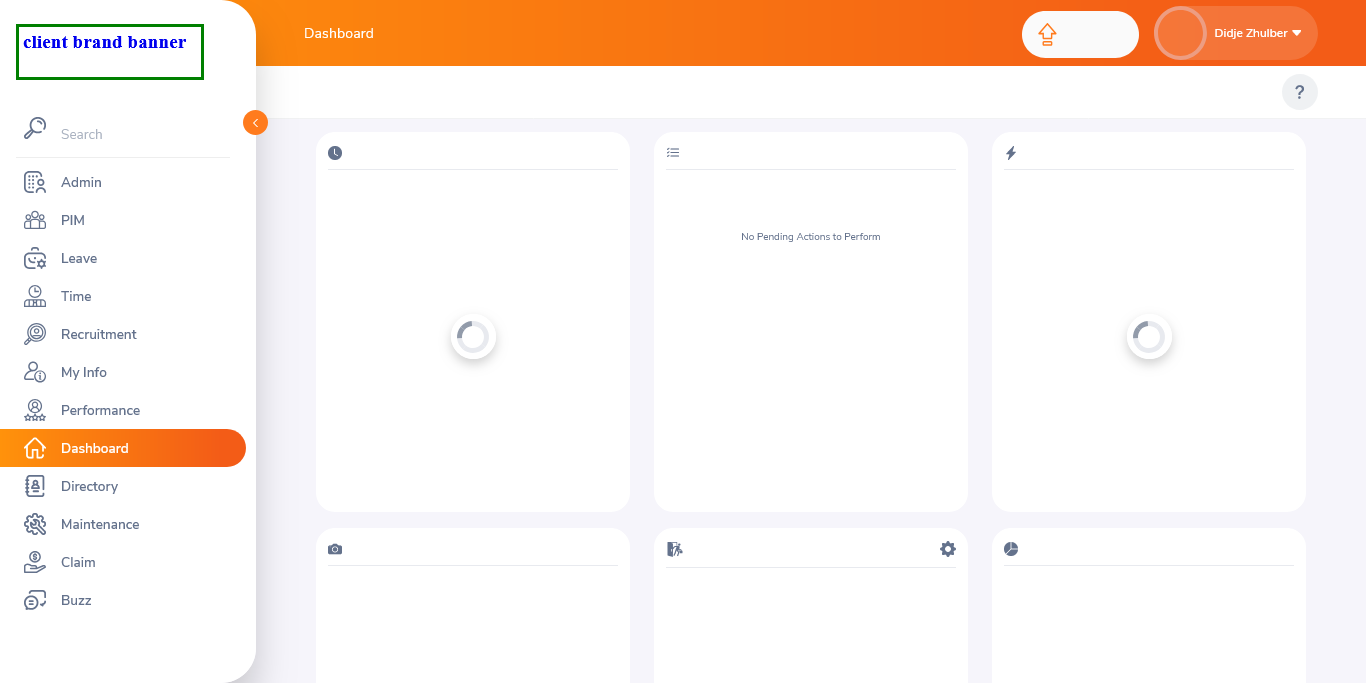 client brand banner
Dashboard
Didje Zhulber
?
Search
Admin
PIM
Leave
Time
Recruitment
My Info
Performance
Dashboard
Directory
Maintenance
Claim
Buzz
No Pending Actions to Perform